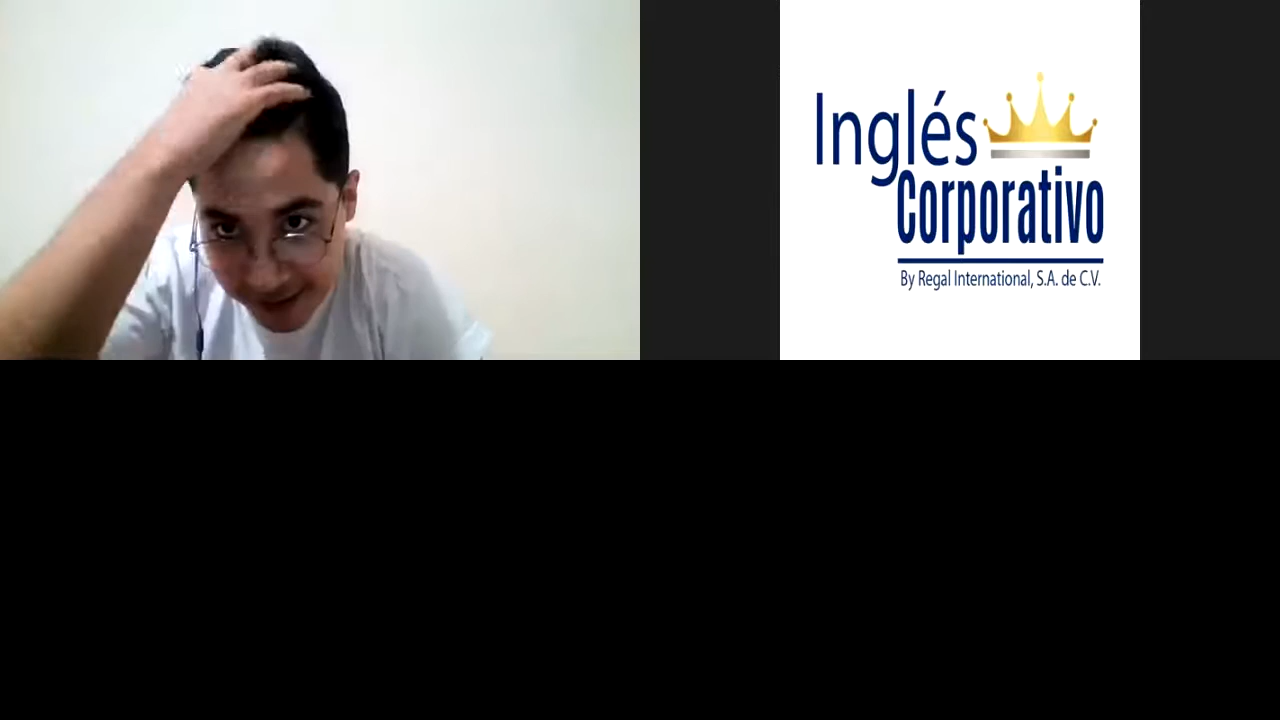 Inglés
Corporativo
By Regal International, S.A. de C.V.